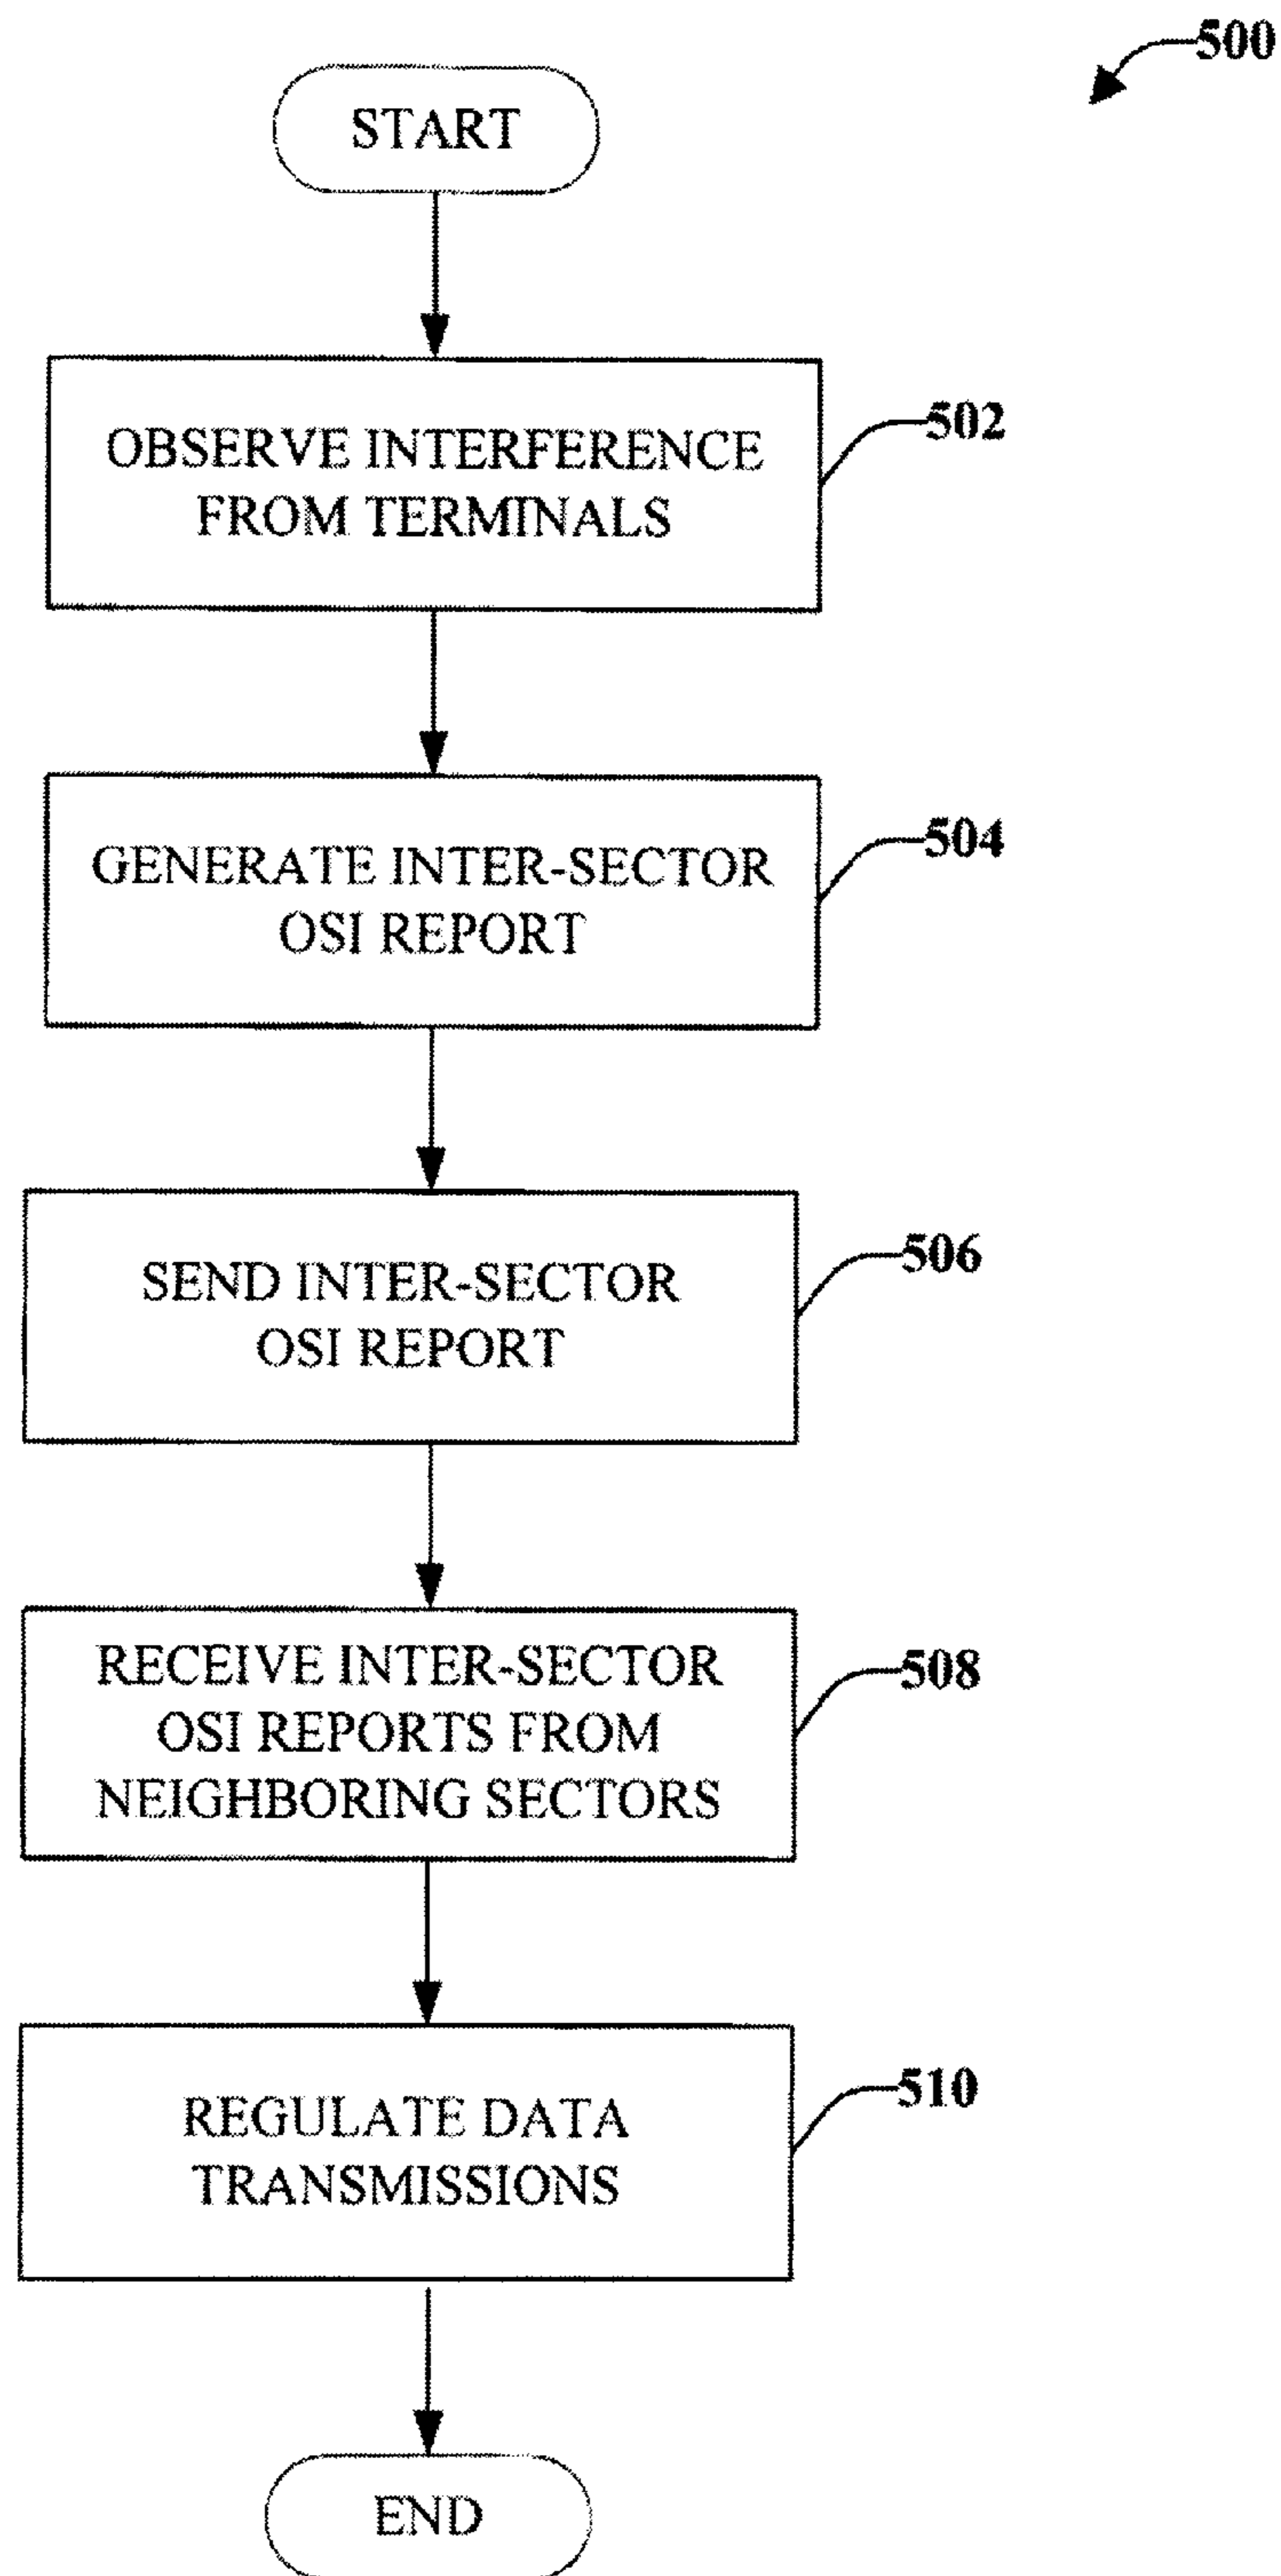 500
START
OBSERVE INTERFERENCE
FROM TERMINALS
502
GENERATE INTER-SECTOR
OSI REPORT
504
SEND INTER-SECTOR
OSI REPORT
506
RECEIVE INTER-SECTOR
OSI REPORTS FROM
NEIGHBORING SECTORS
508
REGULATE DATA
TRANSMISSIONS
510
END